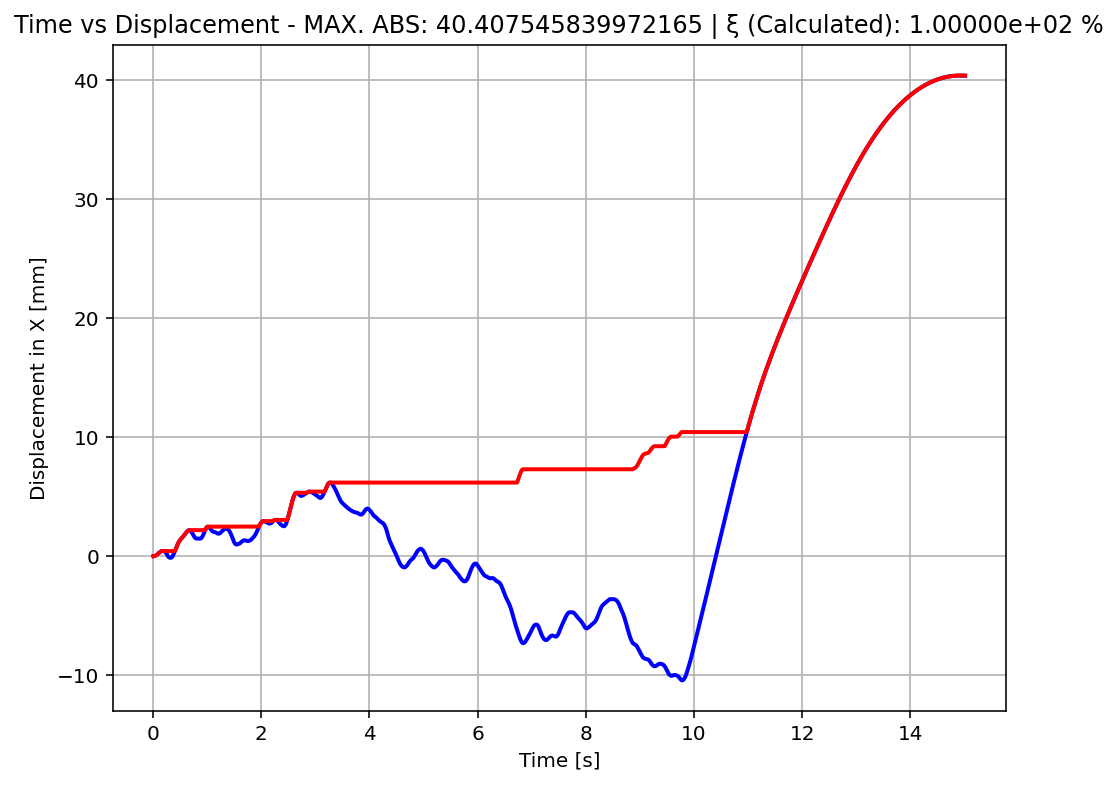 Time vs Displacement - MAX. ABS: 40.407545839972165 | ξ (Calculated): 1.00000e+02 %
Displacement in X [mm]
40
30
20
10
0
−10
0 2 4 6 8 10 12 14
Time [s]